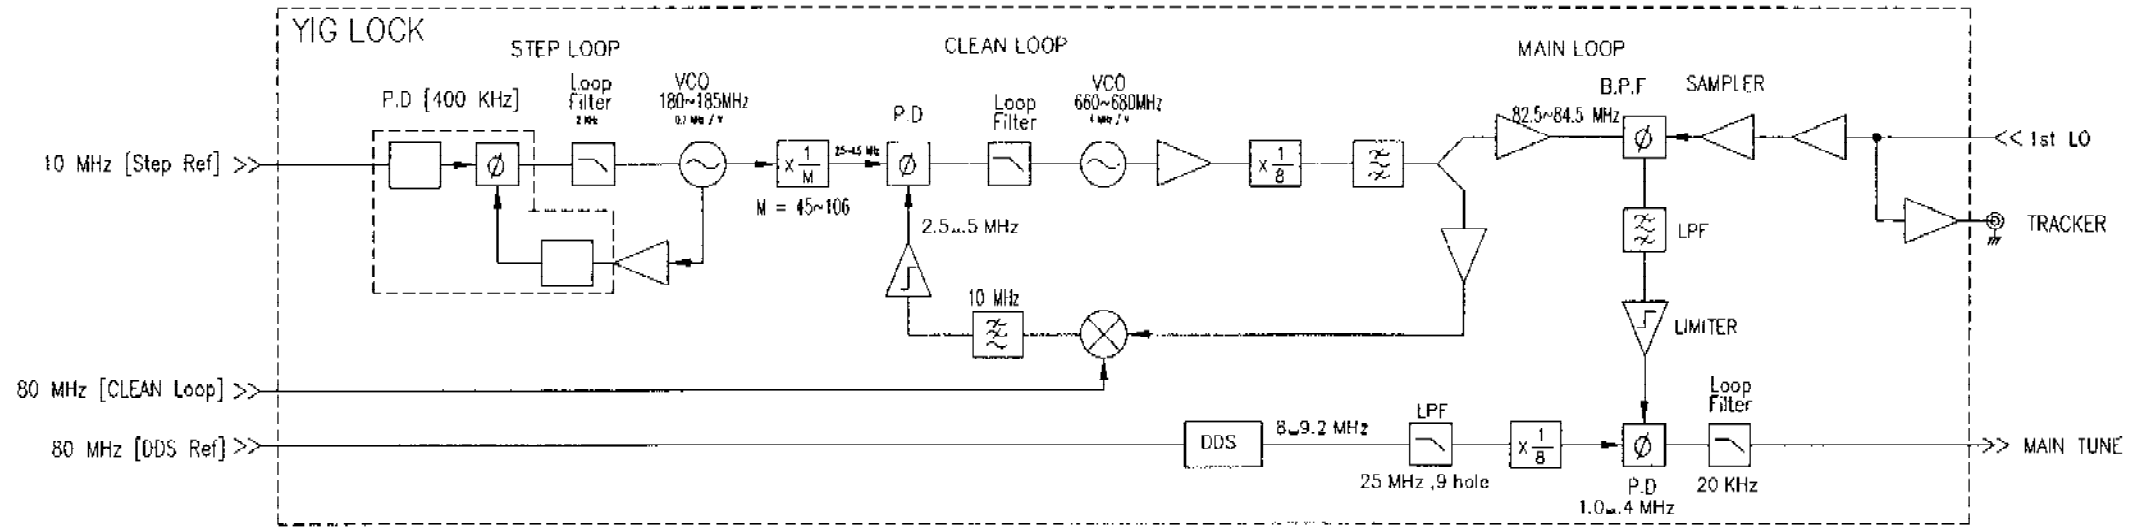 YIG LOCK
STEP LOOP
CLEAN LOOP
MAIN LOOP
P.D [400 KHz]
Loop
Filter
2 KHz
VCO
180~185MHz
P.D
Loop
Filter
VCO
660~680MHz
4 MHz / V
82.5~84.5 MHz
B.P.F
SAMPLER
10 MHz [Step Ref]
ø
x 1
M
M = 45~106
ø
x 1
8
ø
1st LO
TRACKER
2.5...5 MHz
LPF
10 MHz
LIMITER
80 MHz [CLEAN Loop]
80 MHz [DDS Ref]
DDS
8...9.2 MHz
LPF
25 MHz ,9 hole
x 1
8
ø
P.D
1.0...4 MHz
Loop
Filter
20 KHz
MAIN TUNE